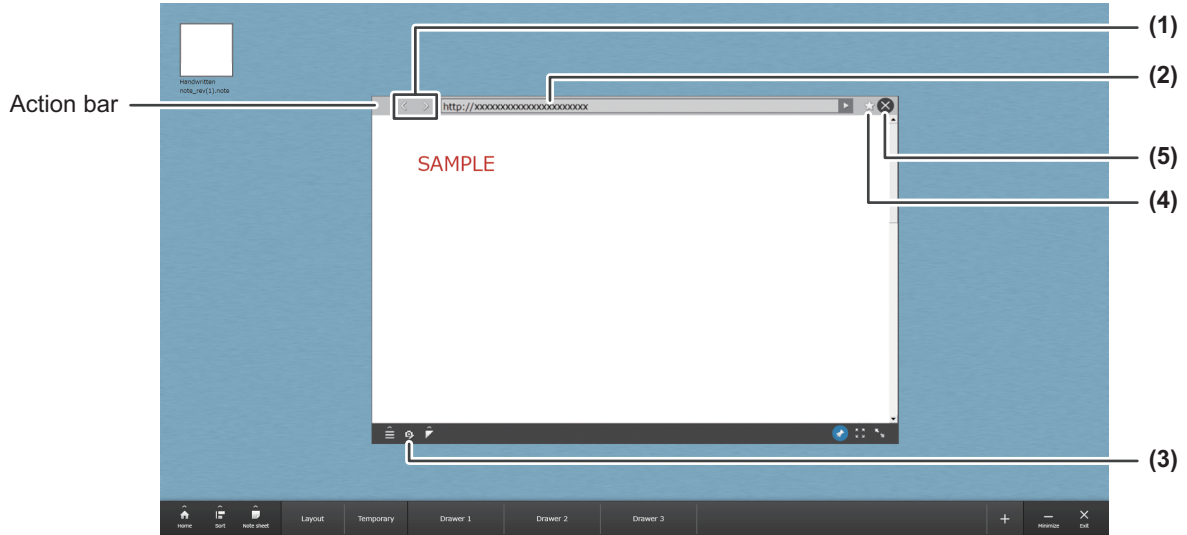 (1)
(2)
Handwritten
note_rev(1).note
Action bar
http://xxxxxxxxxxxxxxxxxxxxxx
(5)
SAMPLE
(4)
(3)
Home Sort Note sheet Layout Temporary Drawer 1 Drawer 2 Drawer 3 + Minimize Exit